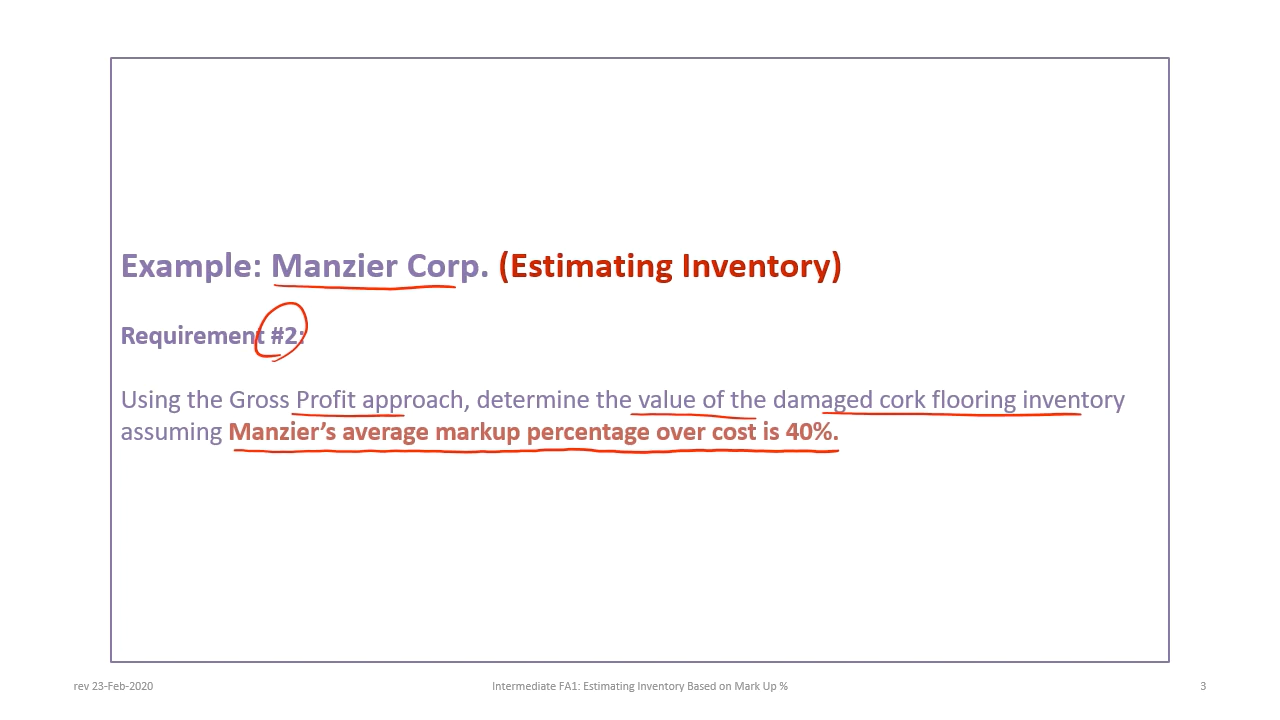 Example: Manzier Corp. (Estimating Inventory)
Requirement #2:
Using the Gross Profit approach, determine the value of the damaged cork flooring inventory
assuming Manzier’s average markup percentage over cost is 40%.
rev 23-Feb-2020
Intermediate FA1: Estimating Inventory Based on Mark Up %
3